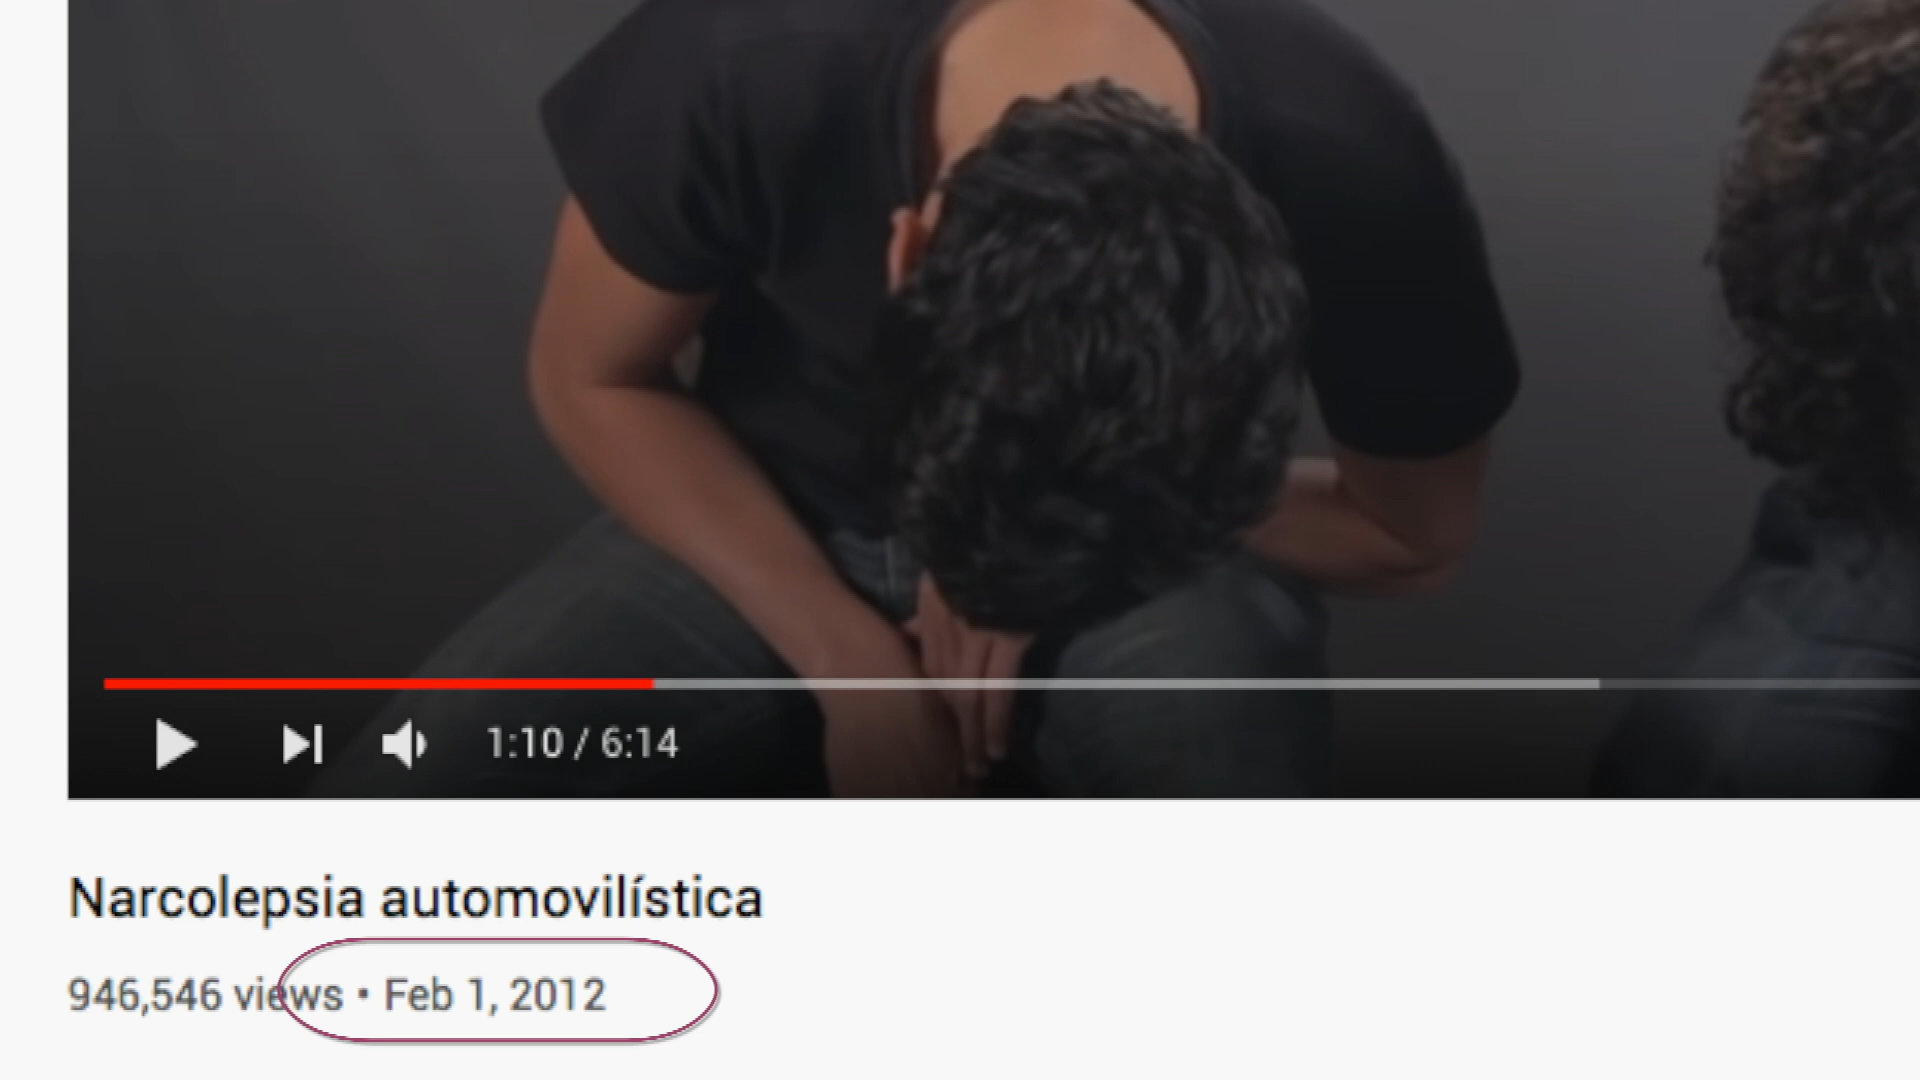 1:10 / 6:14
Narcolepsia automovilística
946,546 views • Feb 1, 2012